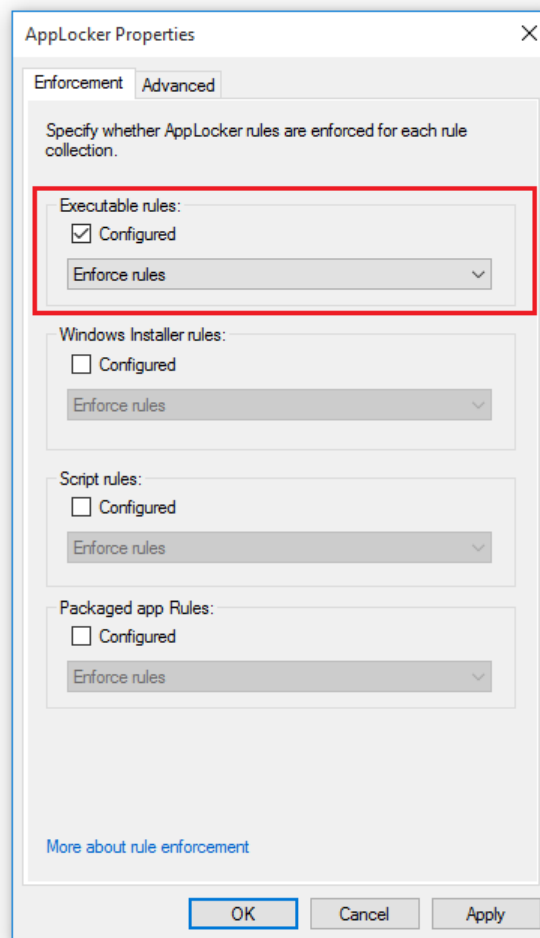 AppLocker Properties
Enforcement
Advanced
Specify whether AppLocker rules are enforced for each rule
collection.
Executable rules:
Configured
Enforce rules
Windows Installer rules:
Configured
Enforce rules
Script rules:
Configured
Enforce rules
Packaged app Rules:
Configured
Enforce rules
More about rule enforcement
OK
Cancel
Apply